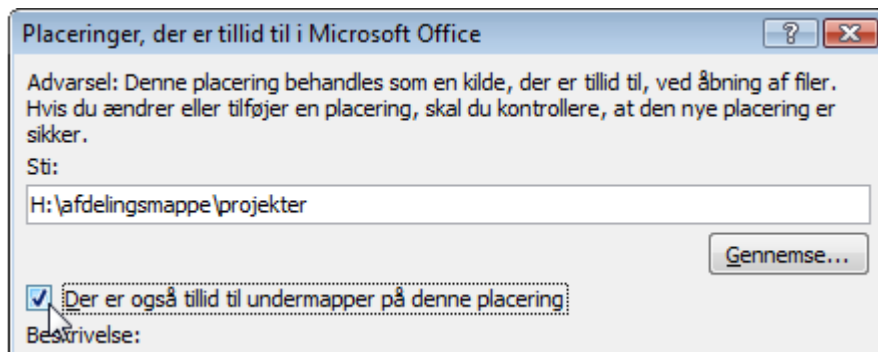 Placeringer, der er tillid til i Microsoft Office
Advarsel: Denne placering behandles som en kilde, der er tillid til, ved åbning af filer.
Hvis du ændrer eller tilføjer en placering, skal du kontrollere, at den nye placering er
sikker.
Sti:
H:\afdelingsmappe\projekter
Gennemse...
Der er også tillid til undermapper på denne placering
Beskrivelse: